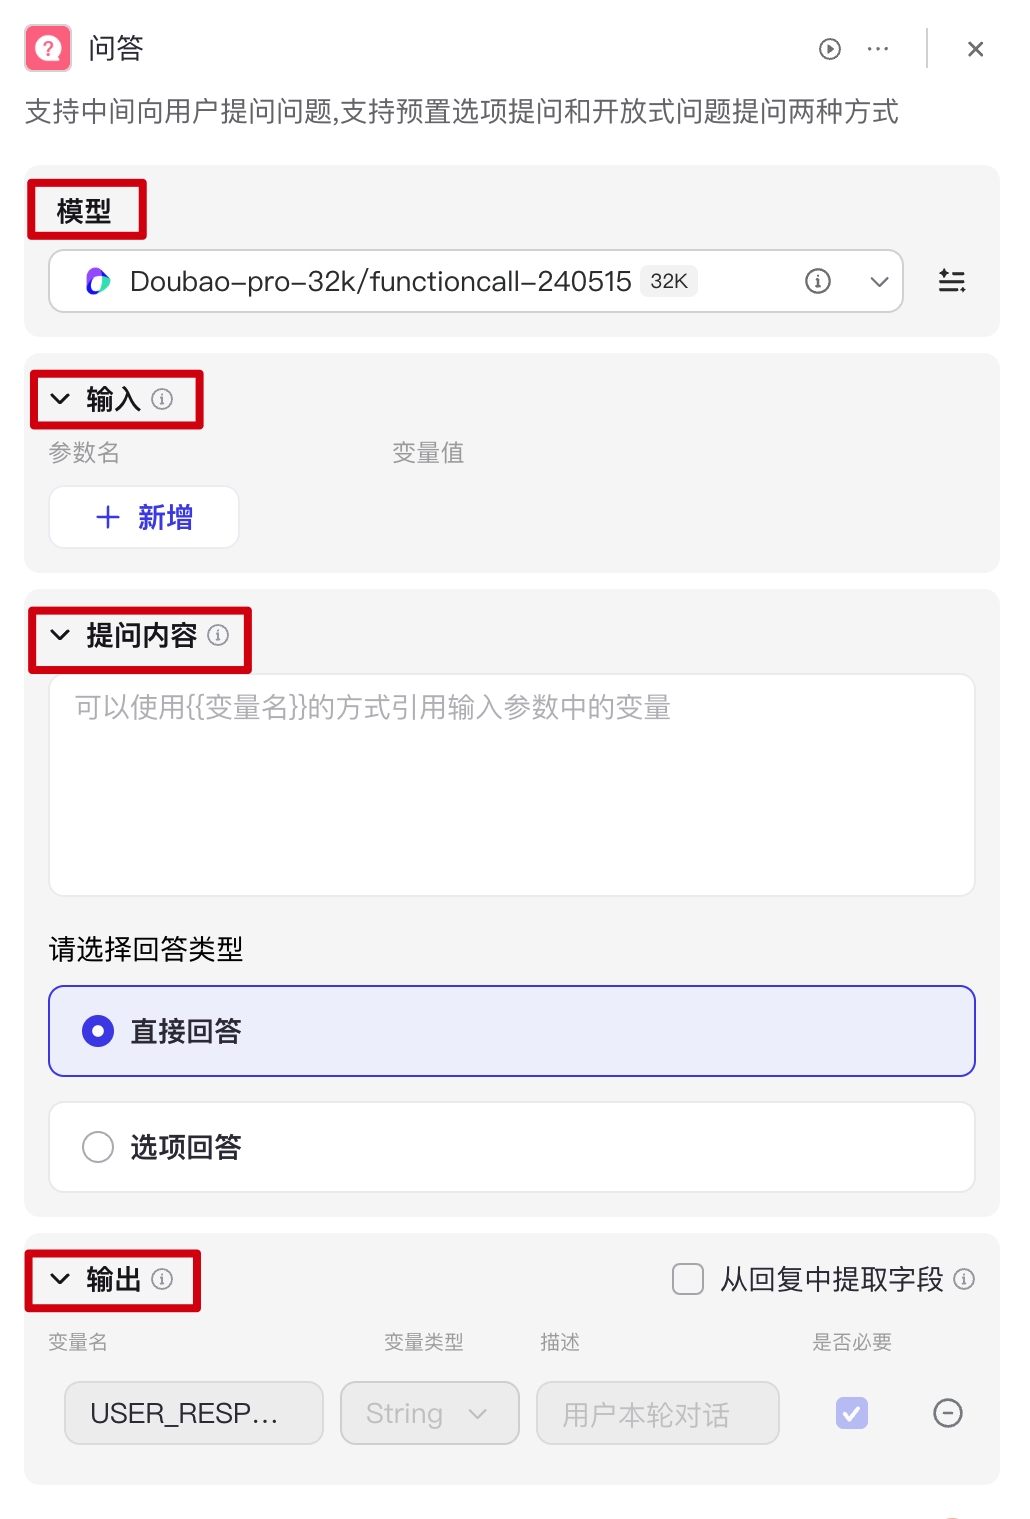 问答
支持中间向用户提问问题,支持预置选项提问和开放式问题提问两种方式
模型
Doubao-pro-32k/functioncall-240515 32K
输入
参数名 变量值
+ 新增
提问内容
可以使用{{变量名}}的方式引用输入参数中的变量
请选择回答类型
直接回答
选项回答
输出 从回复中提取字段
变量名 变量类型 描述 是否必要
USER_RESP... String 用户本轮对话